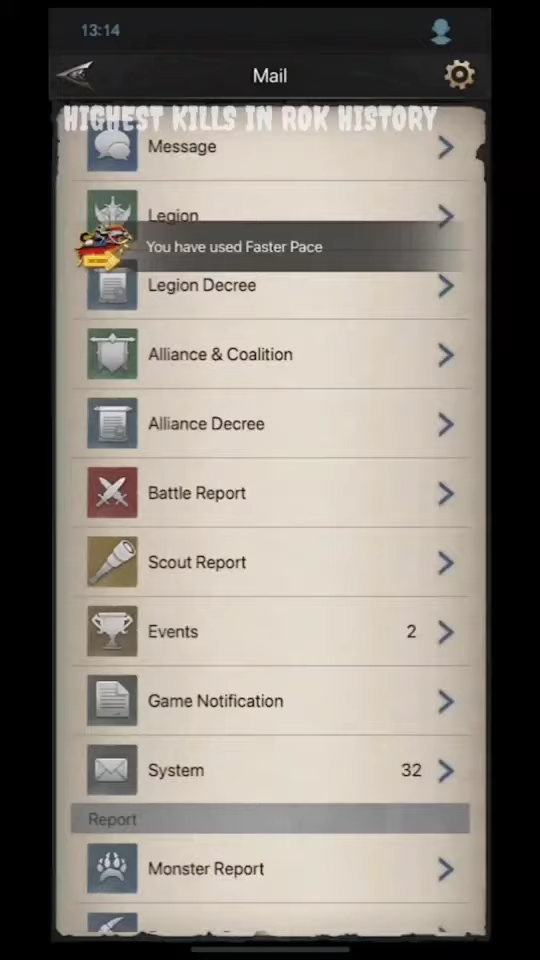 13:14
Mail
HIGHEST KILLS IN ROK HISTORY
Message
Legion
You have used Faster Pace
Legion Decree
Alliance & Coalition
Alliance Decree
Battle Report
Scout Report
Events 2
Game Notification
System 32
Report
Monster Report